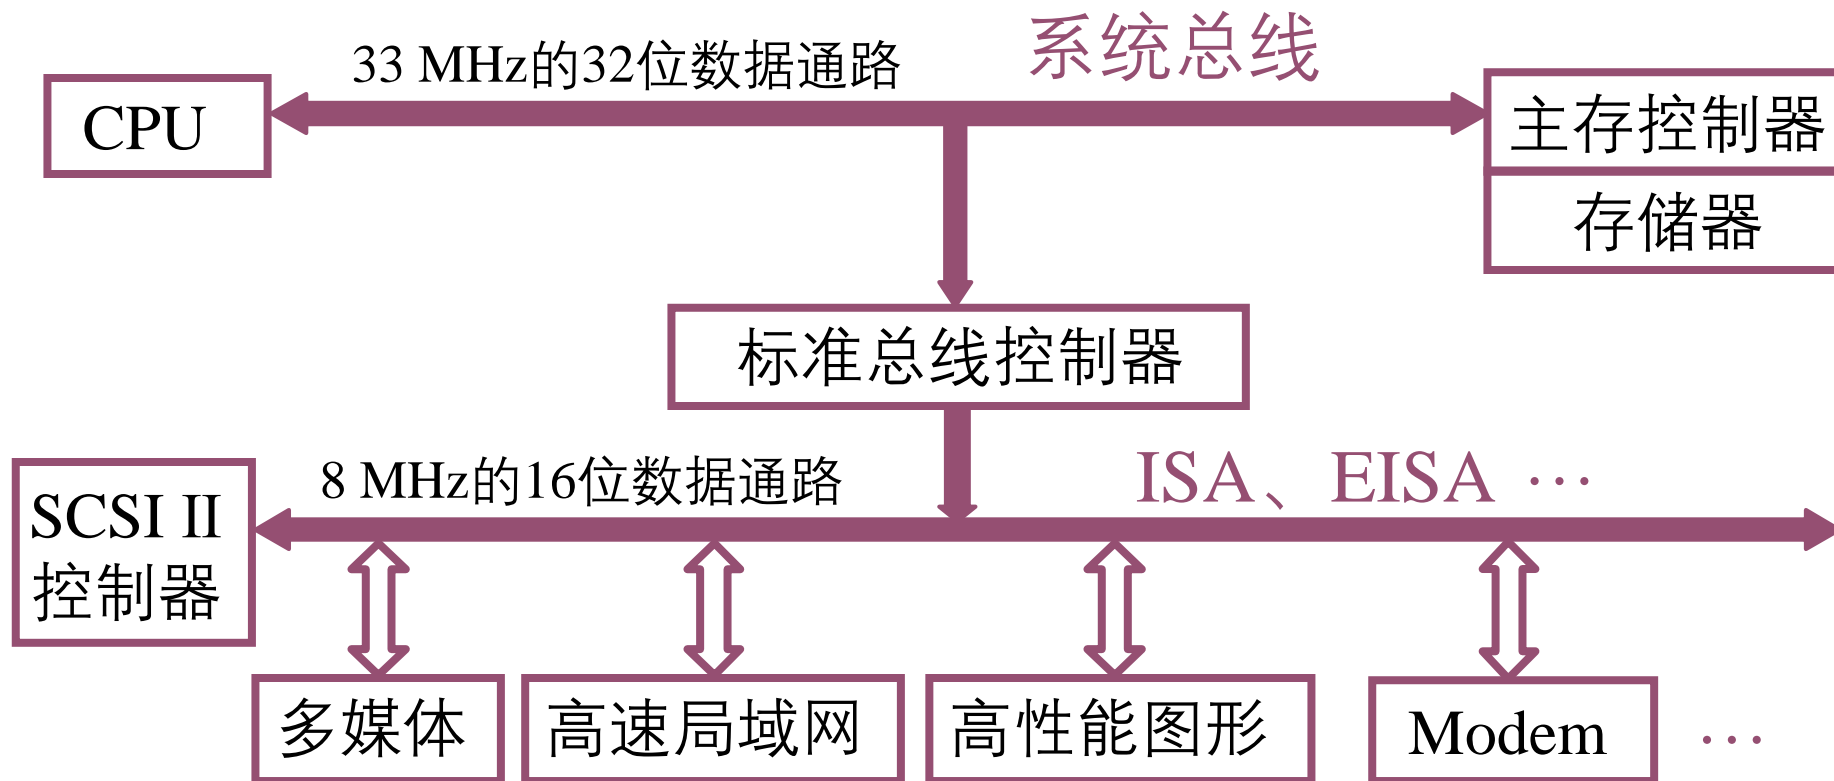 33 MHz的32位数据通路
系统总线
CPU
主存控制器
存储器
标准总线控制器
8 MHz的16位数据通路
ISA、EISA …
SCSI II
控制器
多媒体
高速局域网
高性能图形
Modem
…